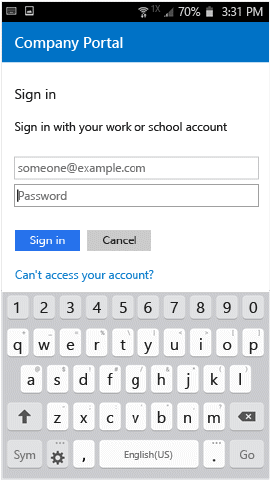 1X 70% 3:31 PM
Company Portal
Sign in
Sign in with your work or school account
someone@example.com
Password
Sign in Cancel
Can't access your account?
1 2 3 4 5 6 7 8 9 0
q w e r t y u i o p
a s d f g h j k l
z x c v b n m
Sym , English(US) . Go